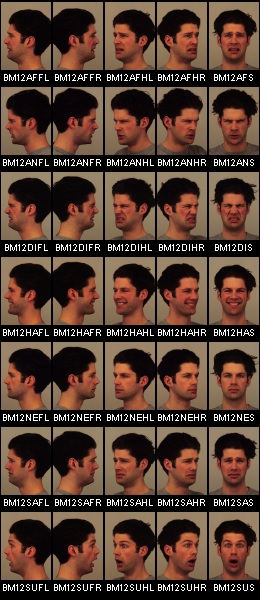 BM12AFFL BM12AFFR BM12AFHL BM12AFHR BM12AFS
BM12ANFL BM12ANFR BM12ANHL BM12ANHR BM12ANS
BM12DIFL BM12DIFR BM12DIHL BM12DIHR BM12DIS
BM12HAFL BM12HAFR BM12HAHL BM12HAHR BM12HAS
BM12NEFL BM12NEFR BM12NEHL BM12NEHR BM12NES
BM12SAFL BM12SAFR BM12SAHL BM12SAHR BM12SAS
BM12SUFL BM12SUFR BM12SUHL BM12SUHR BM12SUS